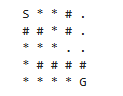 S * * # .
# # * # .
* * * . .
* # # # #
* * * * G